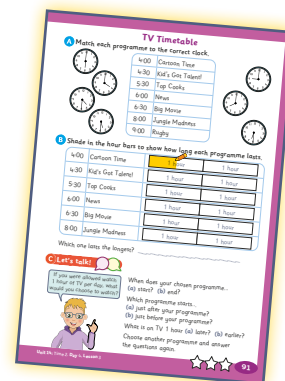 TV Timetable
A Match each programme to the correct clock.
4:00 Cartoon Time
4:30 Kid's Got Talent!
5:30 Top Cooks
6:00 News
6:30 Big Movie
8:00 Jungle Madness
9:00 Rugby
B Shade in the hour bars to show how long each programme lasts.
4:00 Cartoon Time 1 hour 1 hour
4:30 Kid's Got Talent! 1 hour 1 hour
5:30 Top Cooks 1 hour 1 hour
6:00 News 1 hour 1 hour
6:30 Big Movie 1 hour 1 hour
8:00 Jungle Madness 1 hour 1 hour
Which one lasts the longest?
C Let's talk!
If you were allowed watch
1 hour of TV per day, what
would you choose to watch?
When does your chosen programme...
(a) start? (b) end?
Which programme starts...
(a) just after your programme?
(b) just before your programme?
What is on TV 1 hour (a) later? (b) earlier?
Choose another programme and answer
the questions again.
91